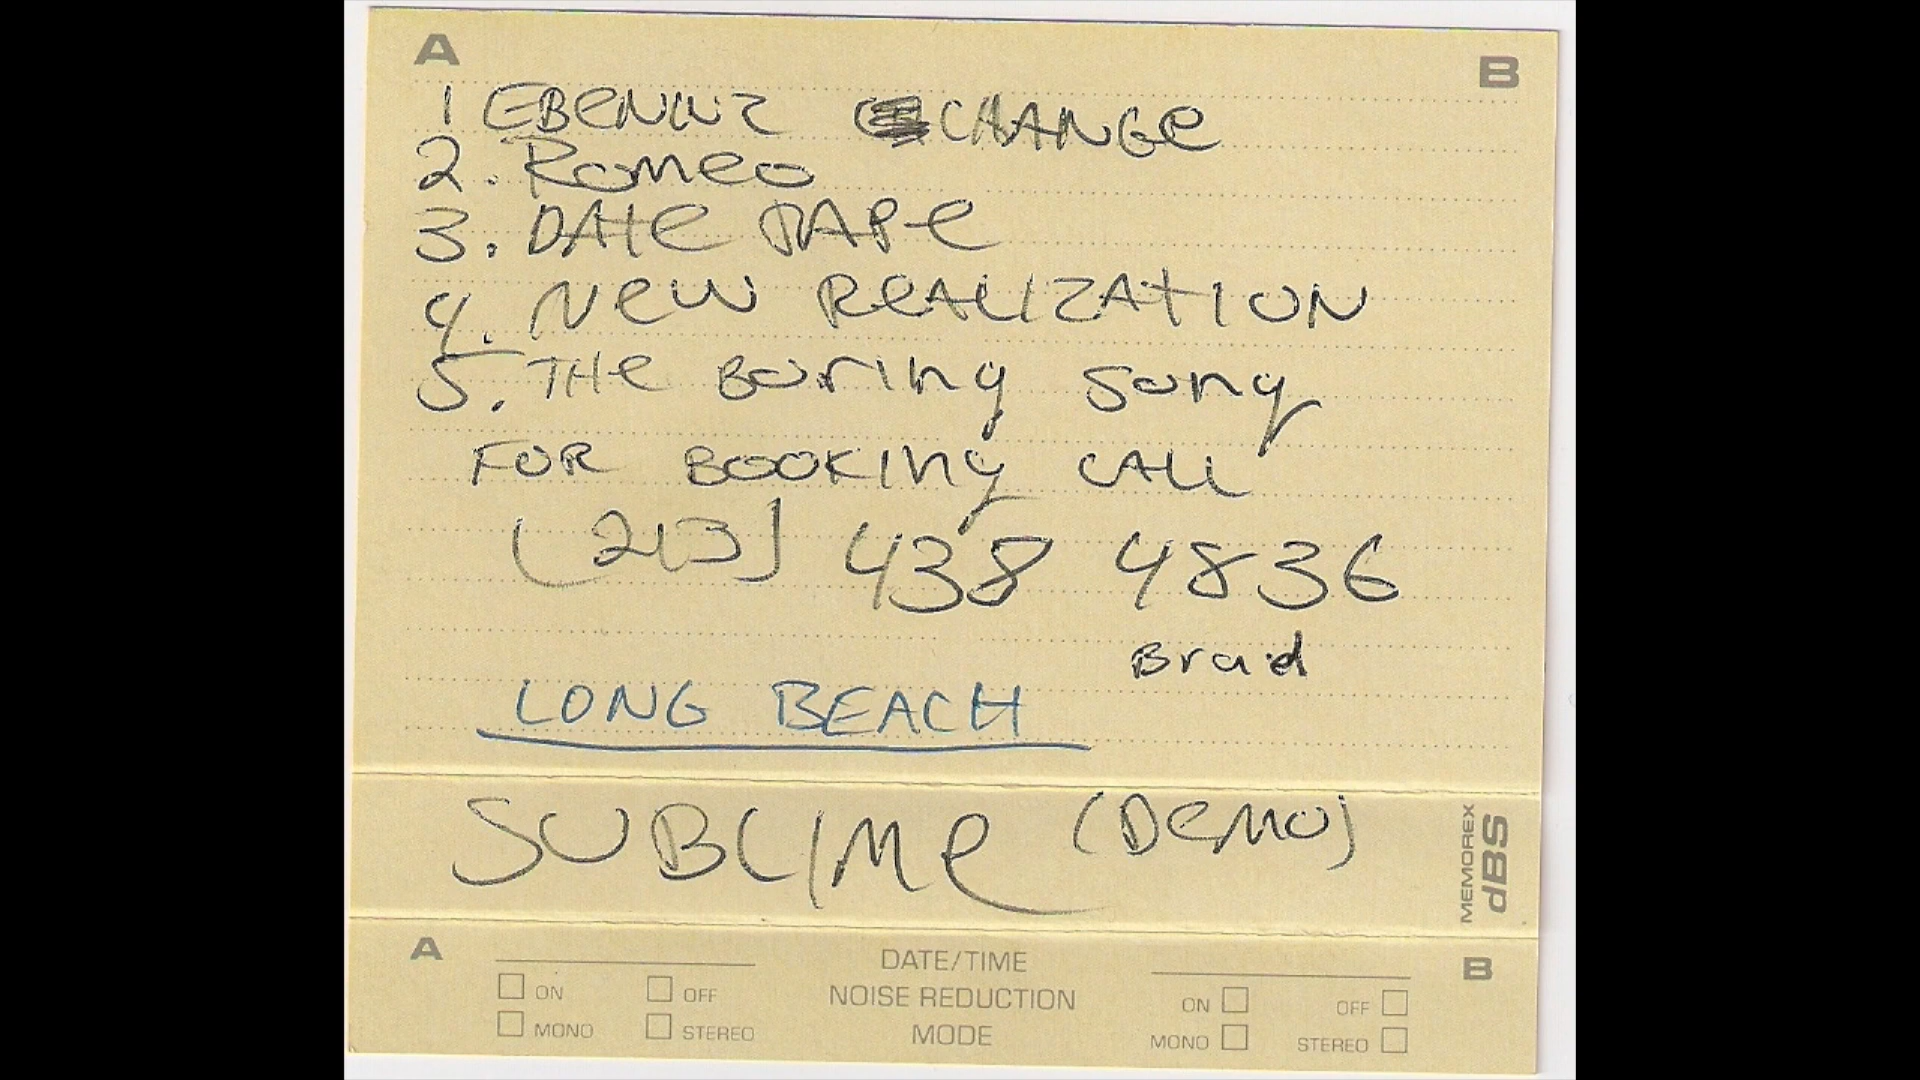 A B
1 EBENUZ CHANGE
2. Romeo
3. DATE RAPE
4. New REALIZATION
5. THe BORING SONG
FOR BOOKING CALL
(213) 438 4836
Brad
LONG BEACH
SUBLIME (DEMO)
MEMOREX dBS
A DATE/TIME B
ON OFF NOISE REDUCTION ON OFF
MONO STEREO MODE MONO STEREO